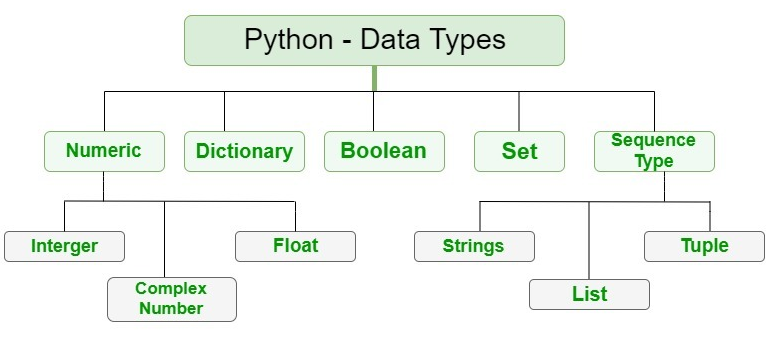 Python - Data Types
Numeric
Dictionary
Boolean
Set
Sequence
Type
Interger
Complex
Number
Float
Strings
List
Tuple